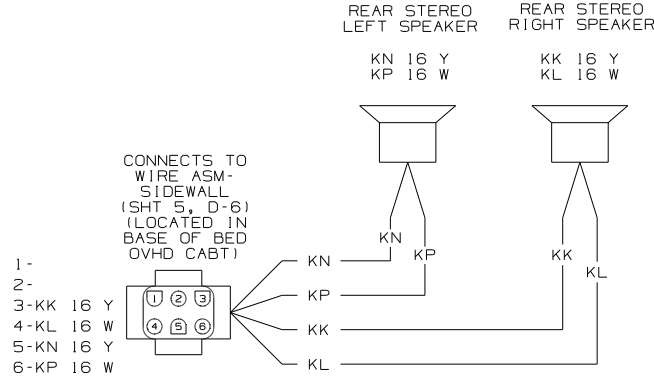 REAR STEREO
LEFT SPEAKER
REAR STEREO
RIGHT SPEAKER
KN 16 Y
KP 16 W
KK 16 Y
KL 16 W
CONNECTS TO
WIRE ASM-
SIDEWALL
(SHT 5, D-6)
(LOCATED IN
BASE OF BED
OVHD CABT)
KN
KP
KK
KL
1-
2-
3-KK 16 Y
4-KL 16 W
5-KN 16 Y
6-KP 16 W
1 2 3
4 5 6
KN
KP
KK
KL